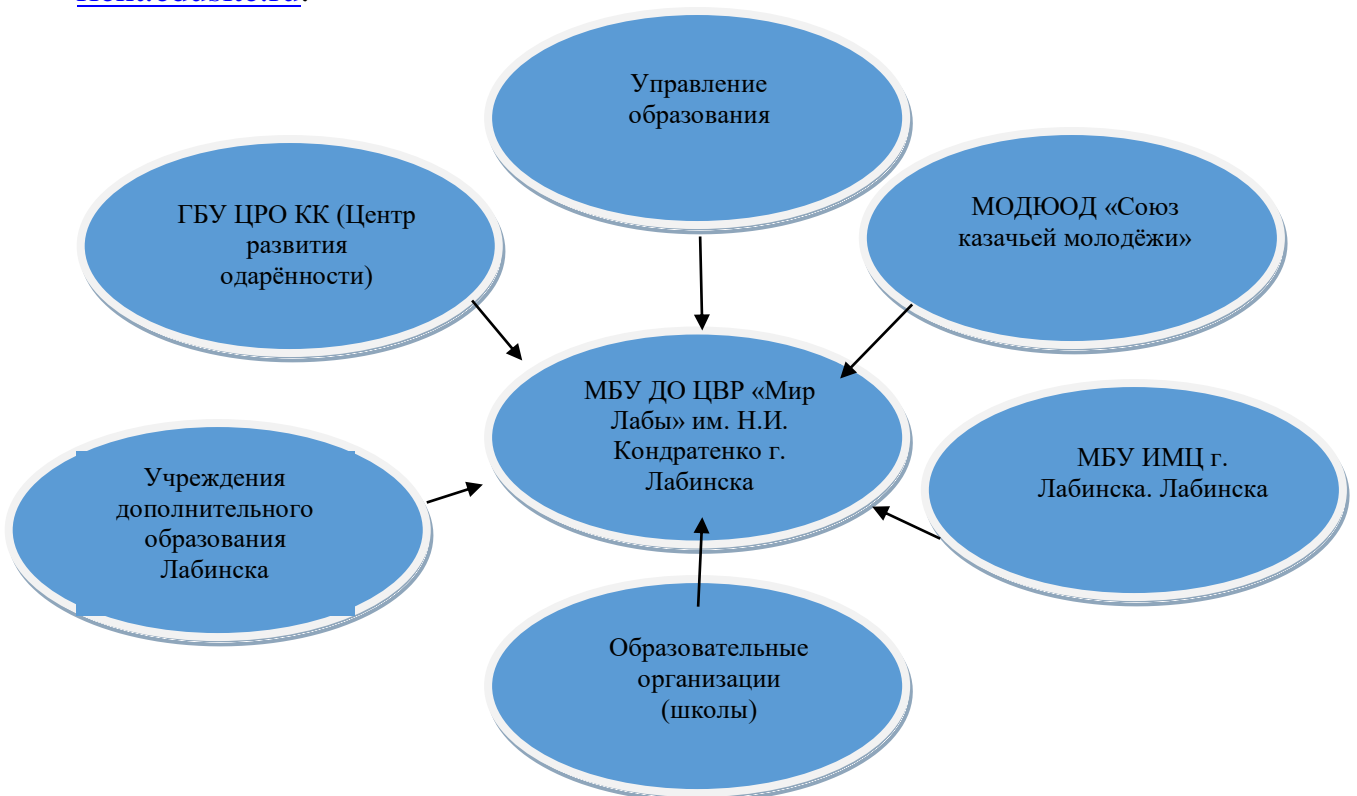 Управление
образования
ГБУ ЦРО КК (Центр
развития
одарённости)
МОДЮОД «Союз
казачьей молодёжи»
МБУ ДО ЦВР «Мир
Лабы» им. Н.И.
Кондратенко г.
Лабинска
Учреждения
дополнительного
образования
Лабинска
МБУ ИМЦ г.
Лабинска. Лабинска
Образовательные
организации
(школы)